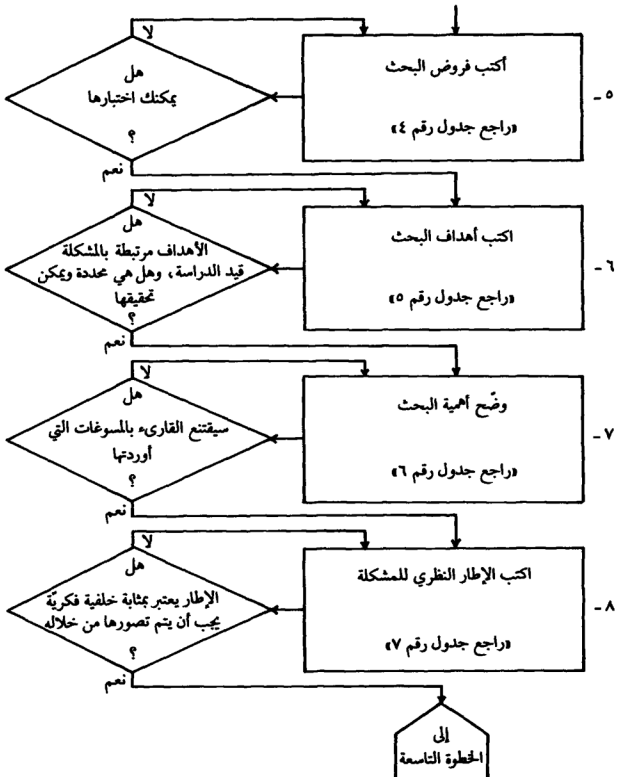 ٥ -
أكتب فروض البحث
«راجع جدول رقم ٤»
لا
هل
يمكنك اختبارها
؟
نعم
٦ -
اكتب أهداف البحث
«راجع جدول رقم ٥»
لا
هل
الأهداف مرتبطة بالمشكلة
قيد الدراسة، وهل هي محددة ويمكن
تحقيقها
؟
نعم
٧ -
وضّح أهمية البحث
«راجع جدول رقم ٦»
لا
هل
سيقتنع القارىء بالمسوغات التي
أوردتها
؟
نعم
٨ -
اكتب الإطار النظري للمشكلة
«راجع جدول رقم ٧»
لا
هل
الإطار يعتبر بمثابة خلفية فكريّة
يجب أن يتم تصورها من خلاله
؟
نعم
إلى
الخطوة التاسعة